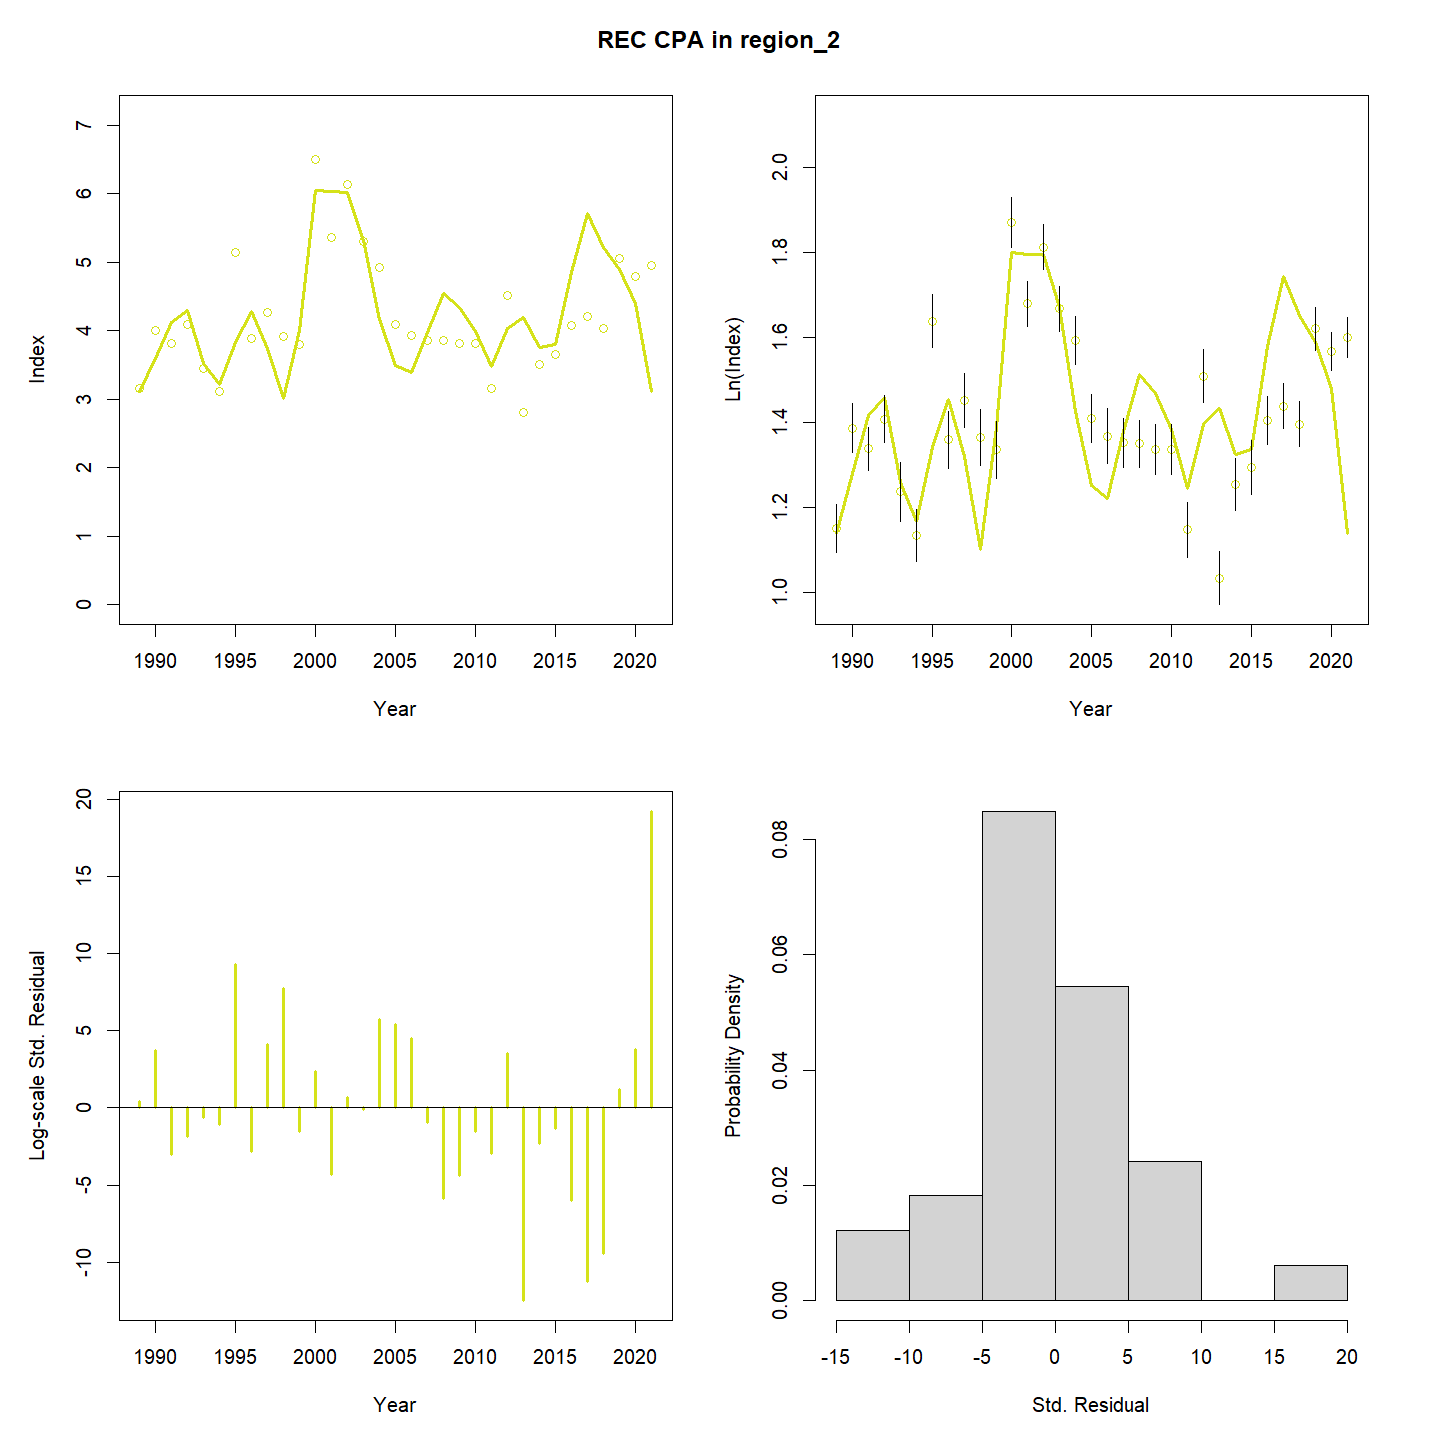 REC CPA in region_2
Index
7
6
5
4
3
2
1
0
1990 1995 2000 2005 2010 2015 2020
Year
Ln(Index)
2.0
1.8
1.6
1.4
1.2
1.0
1990 1995 2000 2005 2010 2015 2020
Year
Log-scale Std. Residual
20
15
10
5
0
-5
-10
1990 1995 2000 2005 2010 2015 2020
Year
Probability Density
0.08
0.06
0.04
0.02
0.00
-15 -10 -5 0 5 10 15 20
Std. Residual